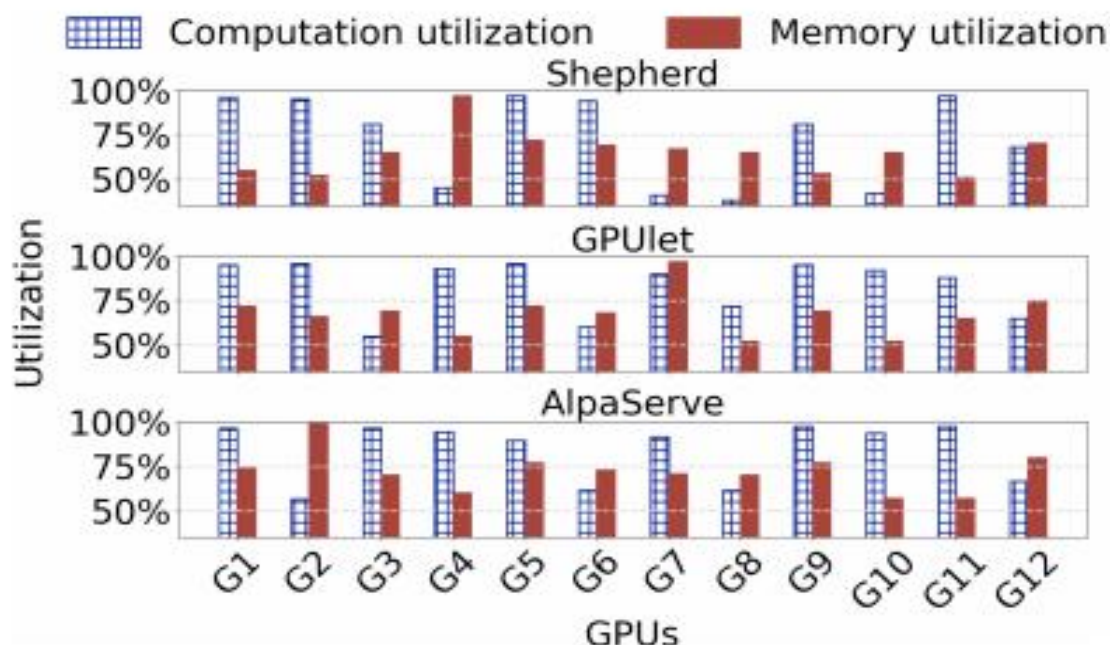 Computation utilization Memory utilization
Shepherd
100%
75%
50%
GPUlet
100%
75%
50%
AlpaServe
100%
75%
50%
Utilization
G1 G2 G3 G4 G5 G6 G7 G8 G9 G10 G11 G12
GPUs